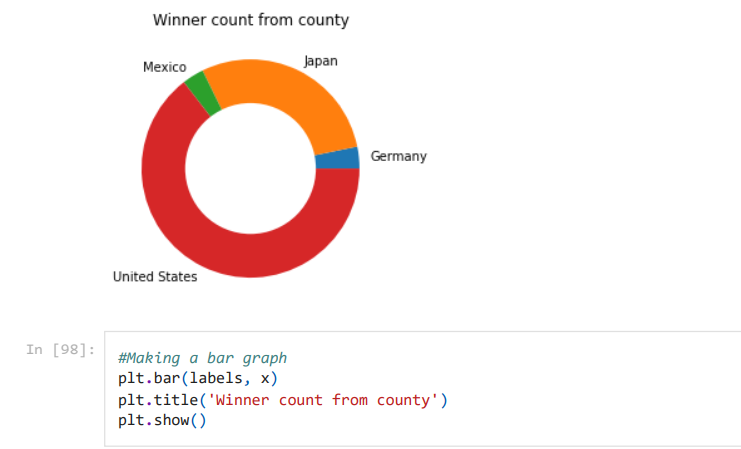 Winner count from county
Mexico
Japan
Germany
United States
In [98]:
#Making a bar graph
plt.bar(labels, x)
plt.title('Winner count from county')
plt.show()